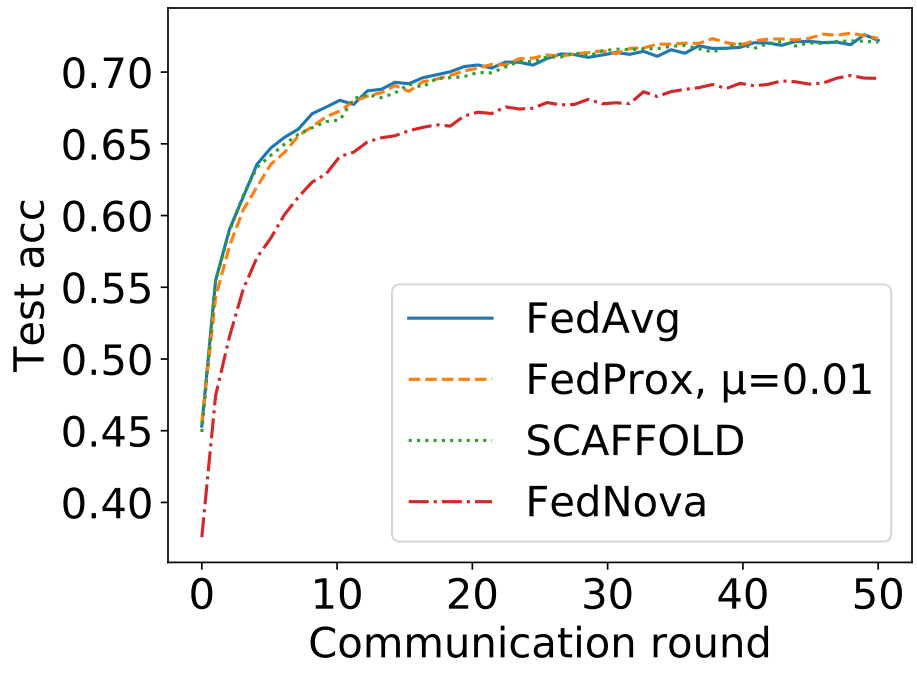 0.70
0.65
0.60
0.55
0.50
0.45
0.40
Test acc
FedAvg
FedProx, μ=0.01
SCAFFOLD
FedNova
0 10 20 30 40 50
Communication round